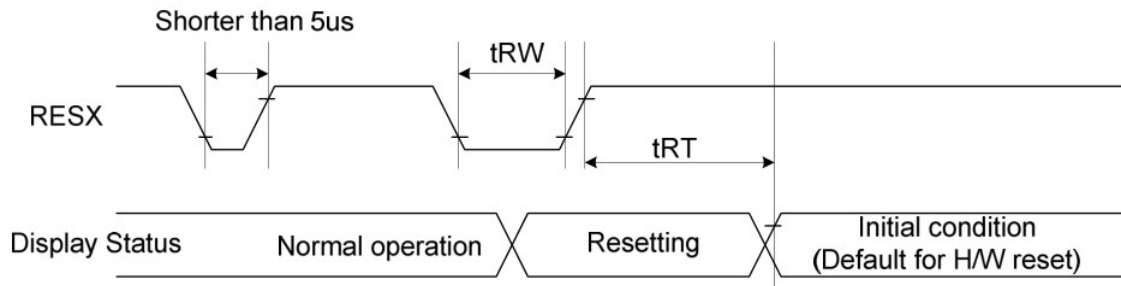 Shorter than 5us
tRW
RESX
tRT
Display Status
Normal operation
Resetting
Initial condition
(Default for H/W reset)